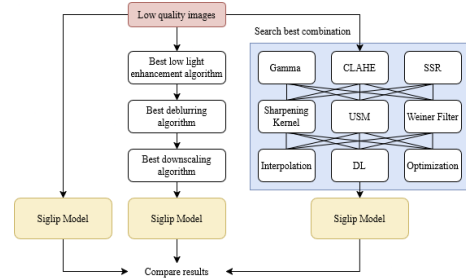 Low quality images
Search best combination
Best low light
enhancement algorithm
Gamma
CLAHE
SSR
Best deblurring
algorithm
Sharpening
Kernel
USM
Weiner Filter
Best downscaling
algorithm
Interpolation
DL
Optimization
Siglip Model
Siglip Model
Siglip Model
Compare results